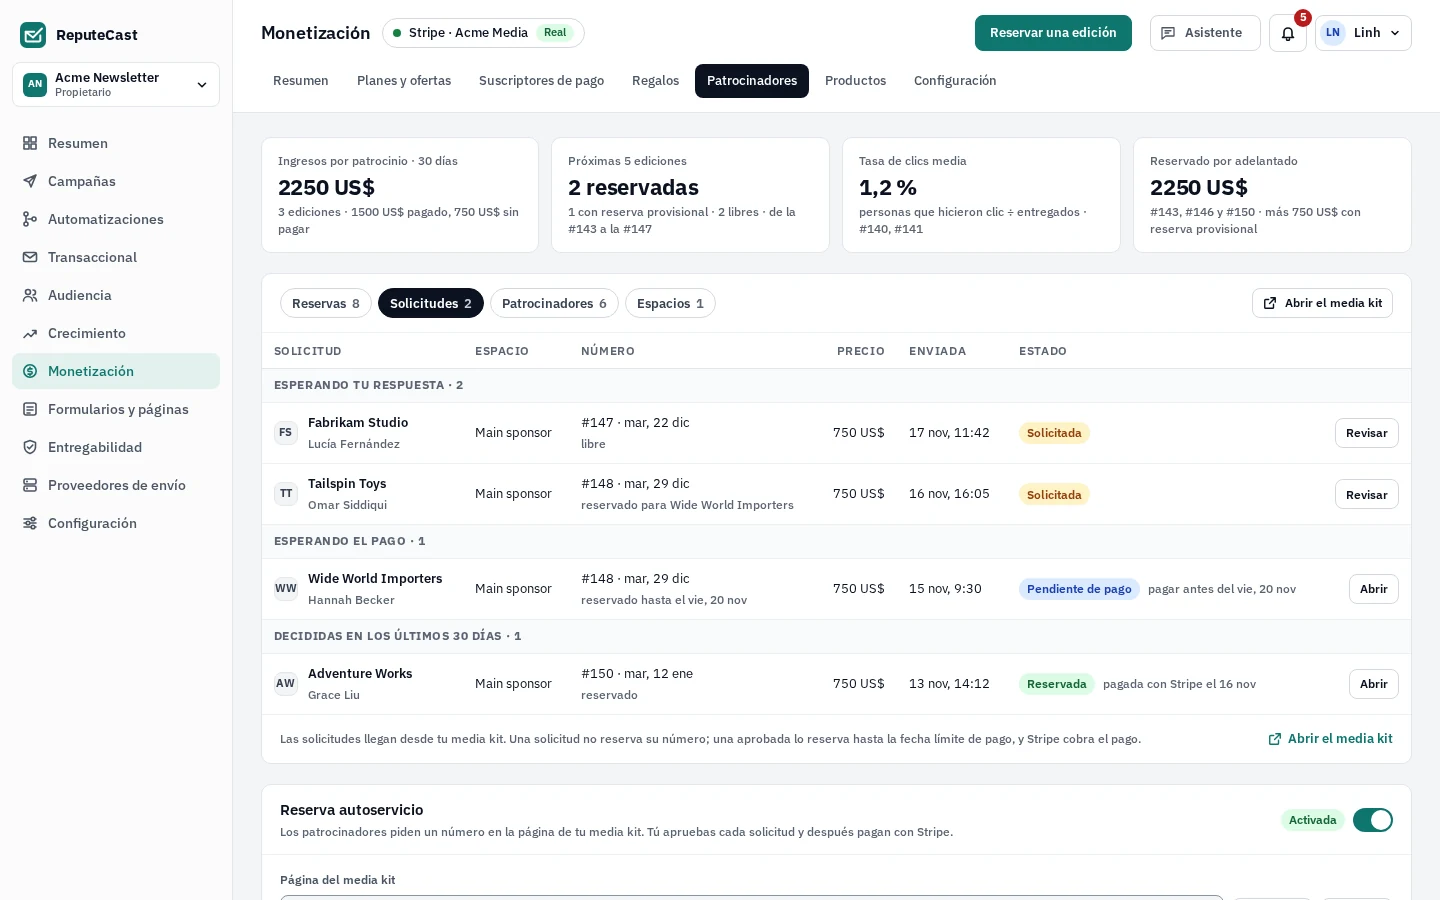 ReputeCast
AN
Acme Newsletter
Propietario
Resumen
Campañas
Automatizaciones
Transaccional
Audiencia
Crecimiento
Monetización
Formularios y páginas
Entregabilidad
Proveedores de envío
Configuración
Monetización
Stripe · Acme Media Real
Reservar una edición
Asistente
5
LN Linh
Resumen Planes y ofertas Suscriptores de pago Regalos Patrocinadores Productos Configuración
Ingresos por patrocinio · 30 días
2250 US$
3 ediciones · 1500 US$ pagado, 750 US$ sin
pagar
Próximas 5 ediciones
2 reservadas
1 con reserva provisional · 2 libres · de la
#143 a la #147
Tasa de clics media
1,2 %
personas que hicieron clic ÷ entregados ·
#140, #141
Reservado por adelantado
2250 US$
#143, #146 y #150 · más 750 US$ con
reserva provisional
Reservas 8 Solicitudes 2 Patrocinadores 6 Espacios 1
Abrir el media kit
SOLICITUD ESPACIO NÚMERO PRECIO ENVIADA ESTADO
ESPERANDO TU RESPUESTA · 2
FS Fabrikam Studio Main sponsor #147 · mar, 22 dic 750 US$ 17 nov, 11:42 Solicitada Revisar
Lucía Fernández libre
TT Tailspin Toys Main sponsor #148 · mar, 29 dic 750 US$ 16 nov, 16:05 Solicitada Revisar
Omar Siddiqui reservado para Wide World Importers
ESPERANDO EL PAGO · 1
WW Wide World Importers Main sponsor #148 · mar, 29 dic 750 US$ 15 nov, 9:30 Pendiente de pago pagar antes del vie, 20 nov Abrir
Hannah Becker reservado hasta el vie, 20 nov
DECIDIDAS EN LOS ÚLTIMOS 30 DÍAS · 1
AW Adventure Works Main sponsor #150 · mar, 12 ene 750 US$ 13 nov, 14:12 Reservada pagada con Stripe el 16 nov Abrir
Grace Liu reservado
Las solicitudes llegan desde tu media kit. Una solicitud no reserva su número; una aprobada lo reserva hasta la fecha límite de pago, y Stripe cobra el pago.
Abrir el media kit
Reserva autoservicio
Los patrocinadores piden un número en la página de tu media kit. Tú apruebas cada solicitud y después pagan con Stripe.
Activada
Página del media kit